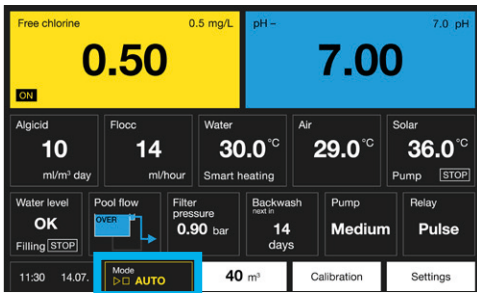 Free chlorine 0.5 mg/L
0.50
ON
pH – 7.0 pH
7.00
Algicid
10
ml/m³ day
Flocc
14
ml/hour
Water
30.0 °C
Smart heating
Air
29.0 °C
Solar
36.0 °C
Pump STOP
Water level
OK
Filling STOP
Pool flow
OVER
Filter
pressure
0.90 bar
Backwash
next in
14
days
Pump
Medium
Relay
Pulse
11:30 14.07.
Mode
AUTO
40 m³
Calibration
Settings